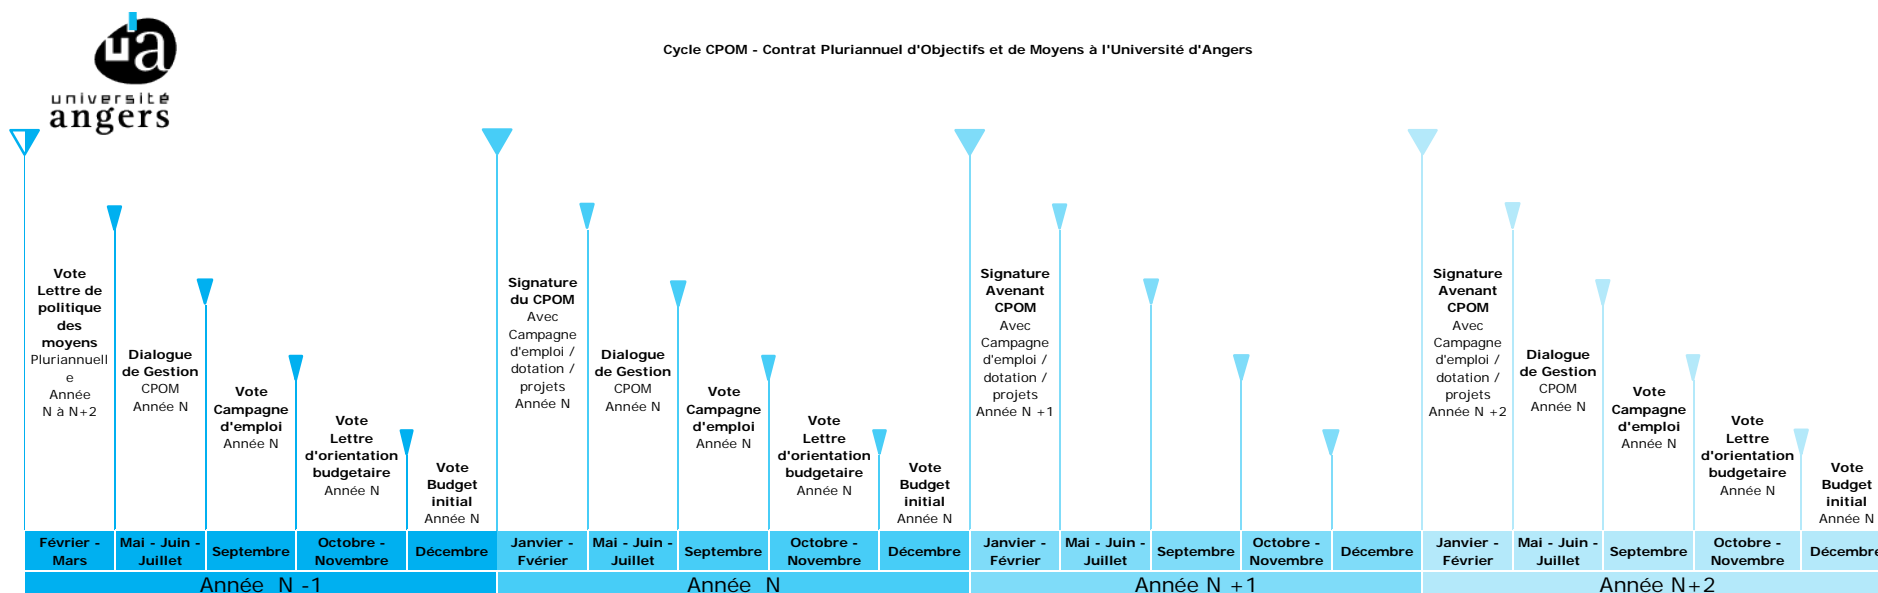 université
angers
Cycle CPOM - Contrat Pluriannuel d'Objectifs et de Moyens à l'Université d'Angers
Vote
Lettre de
politique
des
moyens
Pluriannuell
e
Année
N à N+2
Dialogue
de Gestion
CPOM
Année N
Vote
Campagne
d'emploi
Année N
Vote
Lettre
d'orientation
budgetaire
Année N
Vote
Budget
initial
Année N
Signature
du CPOM
Avec
Campagne
d'emploi /
dotation /
projets
Année N
Dialogue
de Gestion
CPOM
Année N
Vote
Campagne
d'emploi
Année N
Vote
Lettre
d'orientation
budgetaire
Année N
Vote
Budget
initial
Année N
Signature
Avenant
CPOM
Avec
Campagne
d'emploi /
dotation /
projets
Année N +1
Signature
Avenant
CPOM
Avec
Campagne
d'emploi /
dotation /
projets
Année N +2
Dialogue
de Gestion
CPOM
Année N
Vote
Campagne
d'emploi
Année N
Vote
Lettre
d'orientation
budgetaire
Année N
Vote
Budget
initial
Année N
Février -
Mars
Mai - Juin -
Juillet
Septembre
Octobre -
Novembre
Décembre
Janvier -
Fvérier
Mai - Juin -
Juillet
Septembre
Octobre -
Novembre
Décembre
Janvier -
Février
Mai - Juin -
Juillet
Septembre
Octobre -
Novembre
Décembre
Janvier -
Février
Mai - Juin -
Juillet
Septembre
Octobre -
Novembre
Décembre
Année N -1
Année N
Année N +1
Année N+2